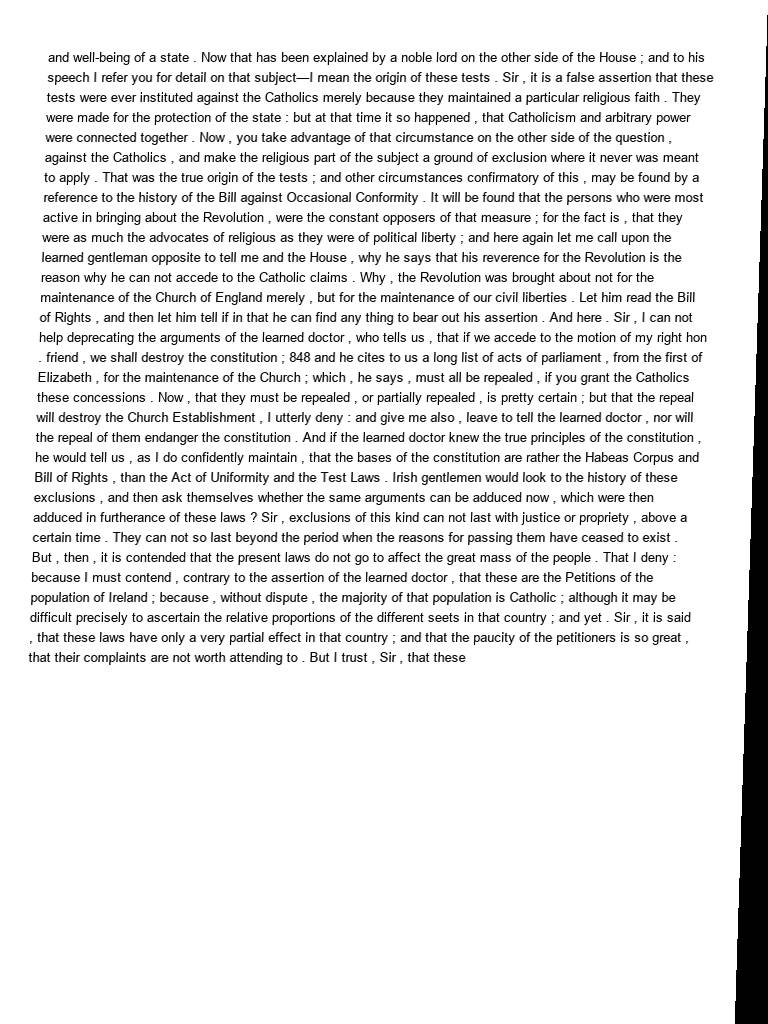 and well-being of a state . Now that has been explained by a noble lord on the other side of the House ; and to his
speech I refer you for detail on that subject—I mean the origin of these tests . Sir , it is a false assertion that these
tests were ever instituted against the Catholics merely because they maintained a particular religious faith . They
were made for the protection of the state : but at that time it so happened , that Catholicism and arbitrary power
were connected together . Now , you take advantage of that circumstance on the other side of the question ,
against the Catholics , and make the religious part of the subject a ground of exclusion where it never was meant
to apply . That was the true origin of the tests ; and other circumstances confirmatory of this , may be found by a
reference to the history of the Bill against Occasional Conformity . It will be found that the persons who were most
active in bringing about the Revolution , were the constant opposers of that measure ; for the fact is , that they
were as much the advocates of religious as they were of political liberty ; and here again let me call upon the
learned gentleman opposite to tell me and the House , why he says that his reverence for the Revolution is the
reason why he can not accede to the Catholic claims . Why , the Revolution was brought about not for the
maintenance of the Church of England merely , but for the maintenance of our civil liberties . Let him read the Bill
of Rights , and then let him tell if in that he can find any thing to bear out his assertion . And here . Sir , I can not
help deprecating the arguments of the learned doctor , who tells us , that if we accede to the motion of my right hon
. friend , we shall destroy the constitution ; 848 and he cites to us a long list of acts of parliament , from the first of
Elizabeth , for the maintenance of the Church ; which , he says , must all be repealed , if you grant the Catholics
these concessions . Now , that they must be repealed , or partially repealed , is pretty certain ; but that the repeal
will destroy the Church Establishment , I utterly deny : and give me also , leave to tell the learned doctor , nor will
the repeal of them endanger the constitution . And if the learned doctor knew the true principles of the constitution ,
he would tell us , as I do confidently maintain , that the bases of the constitution are rather the Habeas Corpus and
Bill of Rights , than the Act of Uniformity and the Test Laws . Irish gentlemen would look to the history of these
exclusions , and then ask themselves whether the same arguments can be adduced now , which were then
adduced in furtherance of these laws ? Sir , exclusions of this kind can not last with justice or propriety , above a
certain time . They can not so last beyond the period when the reasons for passing them have ceased to exist .
But , then , it is contended that the present laws do not go to affect the great mass of the people . That I deny :
because I must contend , contrary to the assertion of the learned doctor , that these are the Petitions of the
population of Ireland ; because , without dispute , the majority of that population is Catholic ; although it may be
difficult precisely to ascertain the relative proportions of the different seets in that country ; and yet . Sir , it is said
, that these laws have only a very partial effect in that country ; and that the paucity of the petitioners is so great ,
that their complaints are not worth attending to . But I trust , Sir , that these